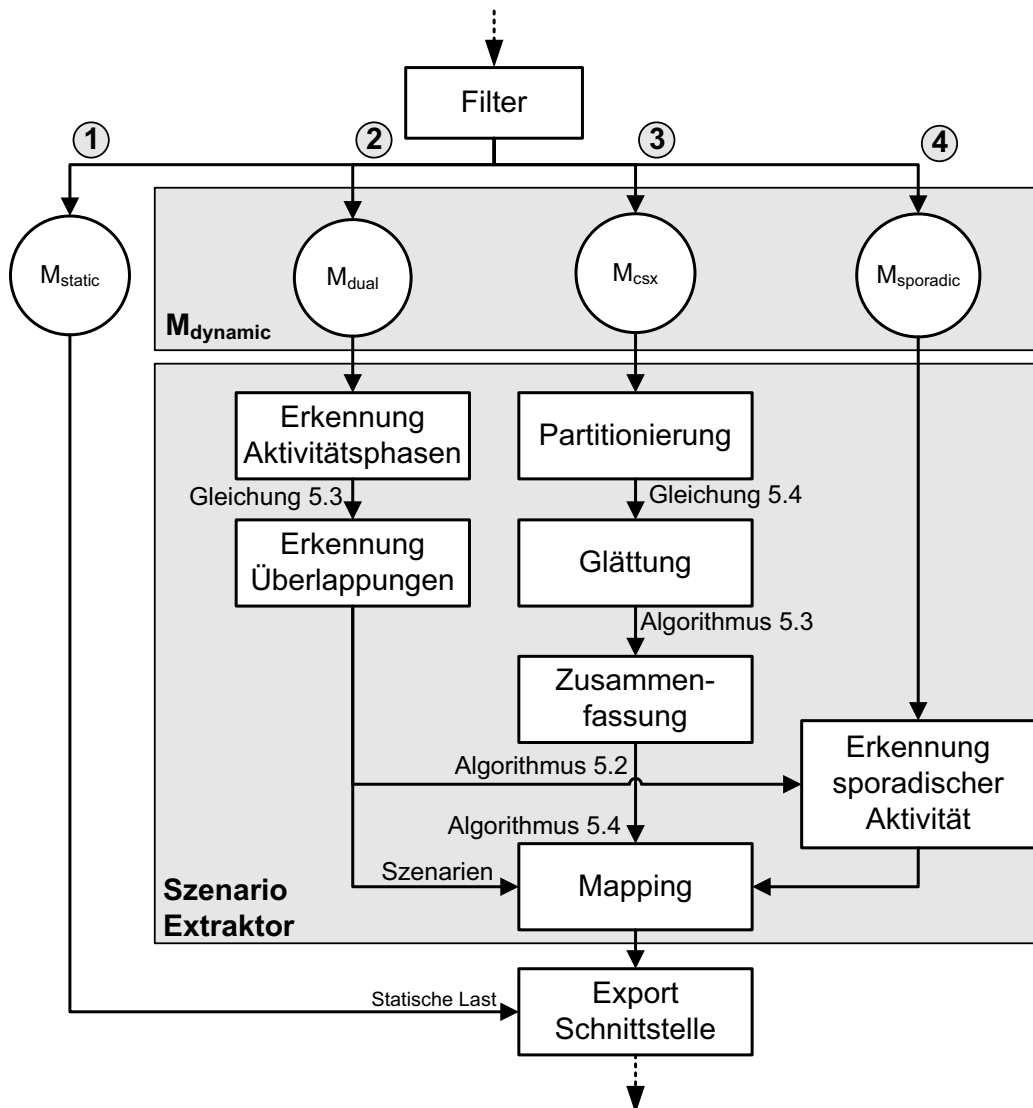 Filter
1
2
3
4
Mstatic
Mdual
Mcsx
Msporadic
Mdynamic
Erkennung
Aktivitätsphasen
Partitionierung
Gleichung 5.3
Gleichung 5.4
Erkennung
Überlappungen
Glättung
Algorithmus 5.3
Zusammen-
fassung
Erkennung
sporadischer
Aktivität
Algorithmus 5.2
Algorithmus 5.4
Szenarien
Mapping
Szenario
Extraktor
Statische Last
Export
Schnittstelle